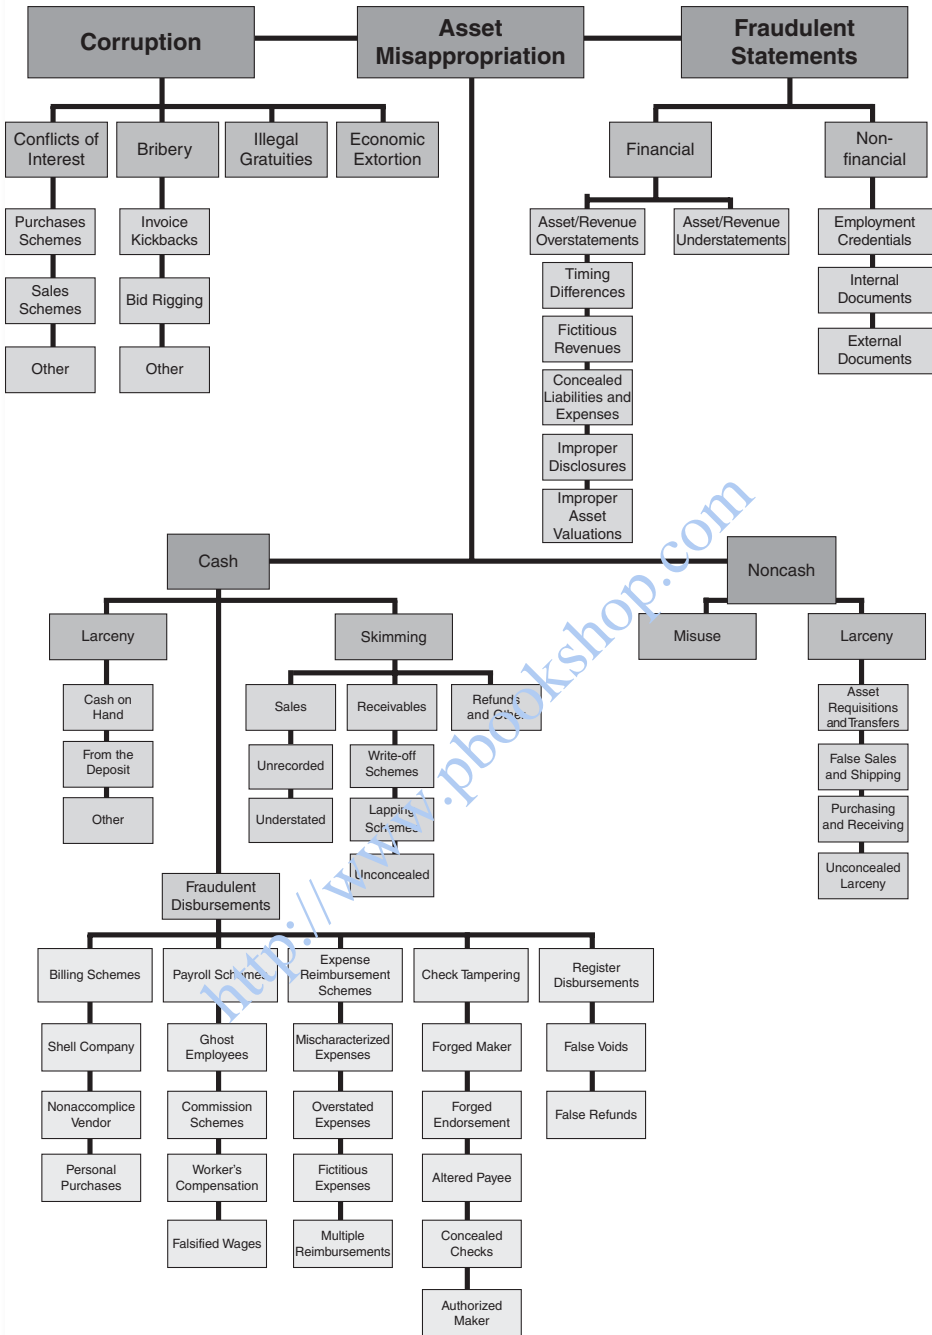 Corruption
Asset
Misappropriation
Fraudulent
Statements
Conflicts of
Interest
Bribery
Illegal
Gratuities
Economic
Extortion
Financial
Non-
financial
Purchases
Schemes
Sales
Schemes
Other
Invoice
Kickbacks
Bid Rigging
Other
Asset/Revenue
Overstatements
Asset/Revenue
Understatements
Timing
Differences
Fictitious
Revenues
Concealed
Liabilities and
Expenses
Improper
Disclosures
Improper
Asset
Valuations
Employment
Credentials
Internal
Documents
External
Documents
Cash
Noncash
Larceny
Skimming
Misuse
Larceny
Cash on
Hand
From the
Deposit
Other
Sales
Unrecorded
Understated
Receivables
Write-off
Schemes
Lapping
Schemes
Unconcealed
Refunds
and Other
Asset
Requisitions
and Transfers
False Sales
and Shipping
Purchasing
and Receiving
Unconcealed
Larceny
Fraudulent
Disbursements
Billing Schemes
Shell Company
Nonaccomplice
Vendor
Personal
Purchases
Payroll Schemes
Ghost
Employees
Commission
Schemes
Worker's
Compensation
Falsified Wages
Expense
Reimbursement
Schemes
Mischaracterized
Expenses
Overstated
Expenses
Fictitious
Expenses
Multiple
Reimbursements
Check Tampering
Forged Maker
Forged
Endorsement
Altered Payee
Concealed
Checks
Authorized
Maker
Register
Disbursements
False Voids
False Refunds
http://www.pbookshop.com